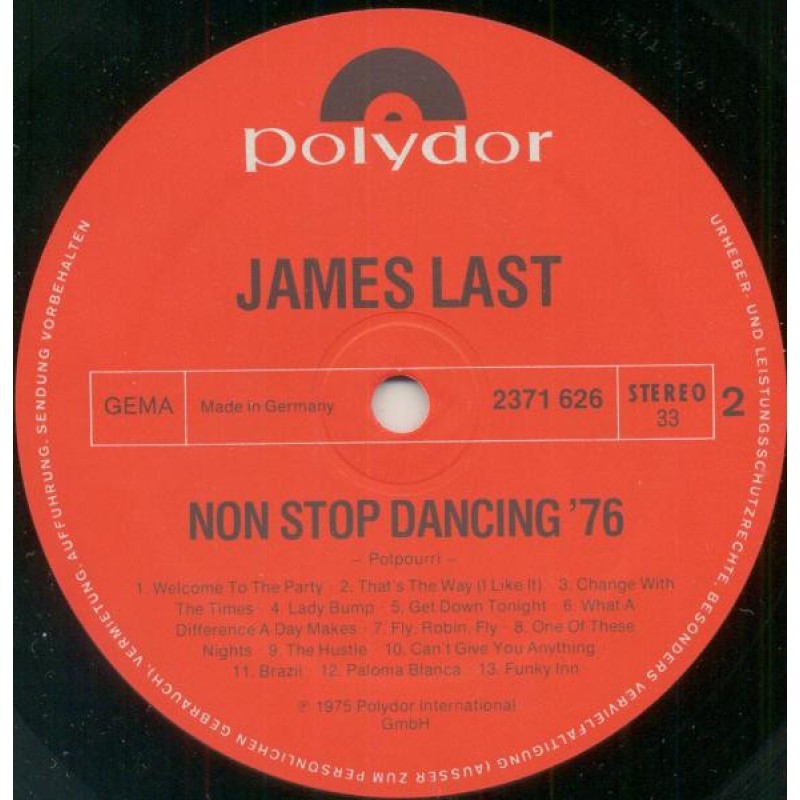 polydor
JAMES LAST
GEMA Made in Germany 2371 626 STEREO 33 2
NON STOP DANCING '76
– Potpourri –
1. Welcome To The Party · 2. That's The Way (I Like It) · 3. Change With
The Times · 4. Lady Bump · 5. Get Down Tonight · 6. What A
Difference A Day Makes · 7. Fly, Robin, Fly · 8. One Of These
Nights · 9. The Hustle · 10. Can't Give You Anything
11. Brazil · 12. Paloma Blanca · 13. Funky Inn
℗ 1975 Polydor International
GmbH
URHEBER- UND LEISTUNGSSCHUTZRECHTE, BESONDERS VERVIELFÄLTIGUNG (AUSSER ZUM PERSÖNLICHEN GEBRAUCH), VERMIETUNG, AUFFÜHRUNG, SENDUNG VORBEHALTEN